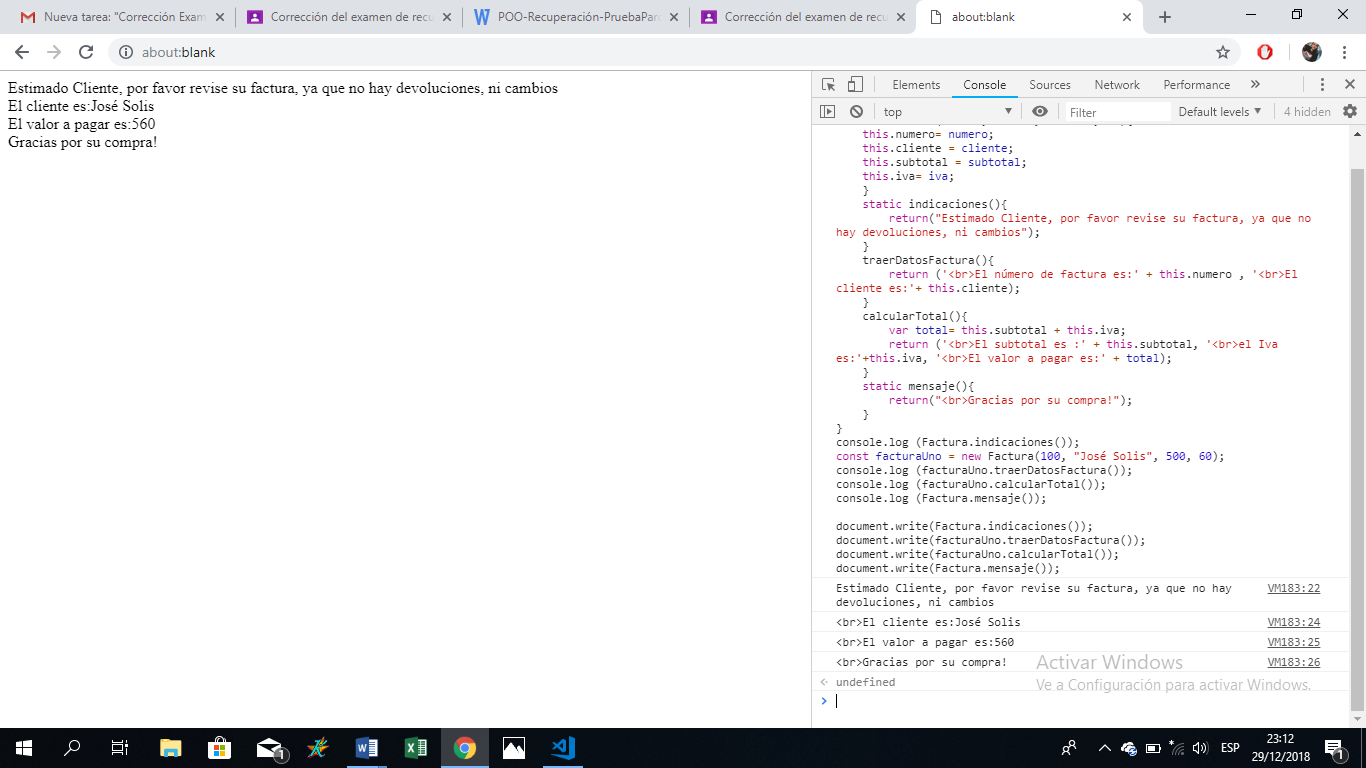 Nueva tarea: "Corrección Exam
Corrección del examen de recu
POO-Recuperación-PruebaPar
Corrección del examen de recu
about:blank
about:blank
Estimado Cliente, por favor revise su factura, ya que no hay devoluciones, ni cambios
El cliente es:José Solis
El valor a pagar es:560
Gracias por su compra!
Elements Console Sources Network Performance »
top Filter Default levels 4 hidden
this.numero= numero;
this.cliente = cliente;
this.subtotal = subtotal;
this.iva= iva;
}
static indicaciones(){
return("Estimado Cliente, por favor revise su factura, ya que no
hay devoluciones, ni cambios");
}
traerDatosFactura(){
return ('<br>El número de factura es:' + this.numero , '<br>El
cliente es:'+ this.cliente);
}
calcularTotal(){
var total= this.subtotal + this.iva;
return ('<br>El subtotal es :' + this.subtotal, '<br>el Iva
es:'+this.iva, '<br>El valor a pagar es:' + total);
}
static mensaje(){
return("<br>Gracias por su compra!");
}
}
console.log (Factura.indicaciones());
const facturaUno = new Factura(100, "José Solis", 500, 60);
console.log (facturaUno.traerDatosFactura());
console.log (facturaUno.calcularTotal());
console.log (Factura.mensaje());
document.write(Factura.indicaciones());
document.write(facturaUno.traerDatosFactura());
document.write(facturaUno.calcularTotal());
document.write(Factura.mensaje());
Estimado Cliente, por favor revise su factura, ya que no hay VM183:22
devoluciones, ni cambios
<br>El cliente es:José Solis VM183:24
<br>El valor a pagar es:560 VM183:25
<br>Gracias por su compra! VM183:26
undefined
Activar Windows
Ve a Configuración para activar Windows.
ESP
23:12
29/12/2018
1
1